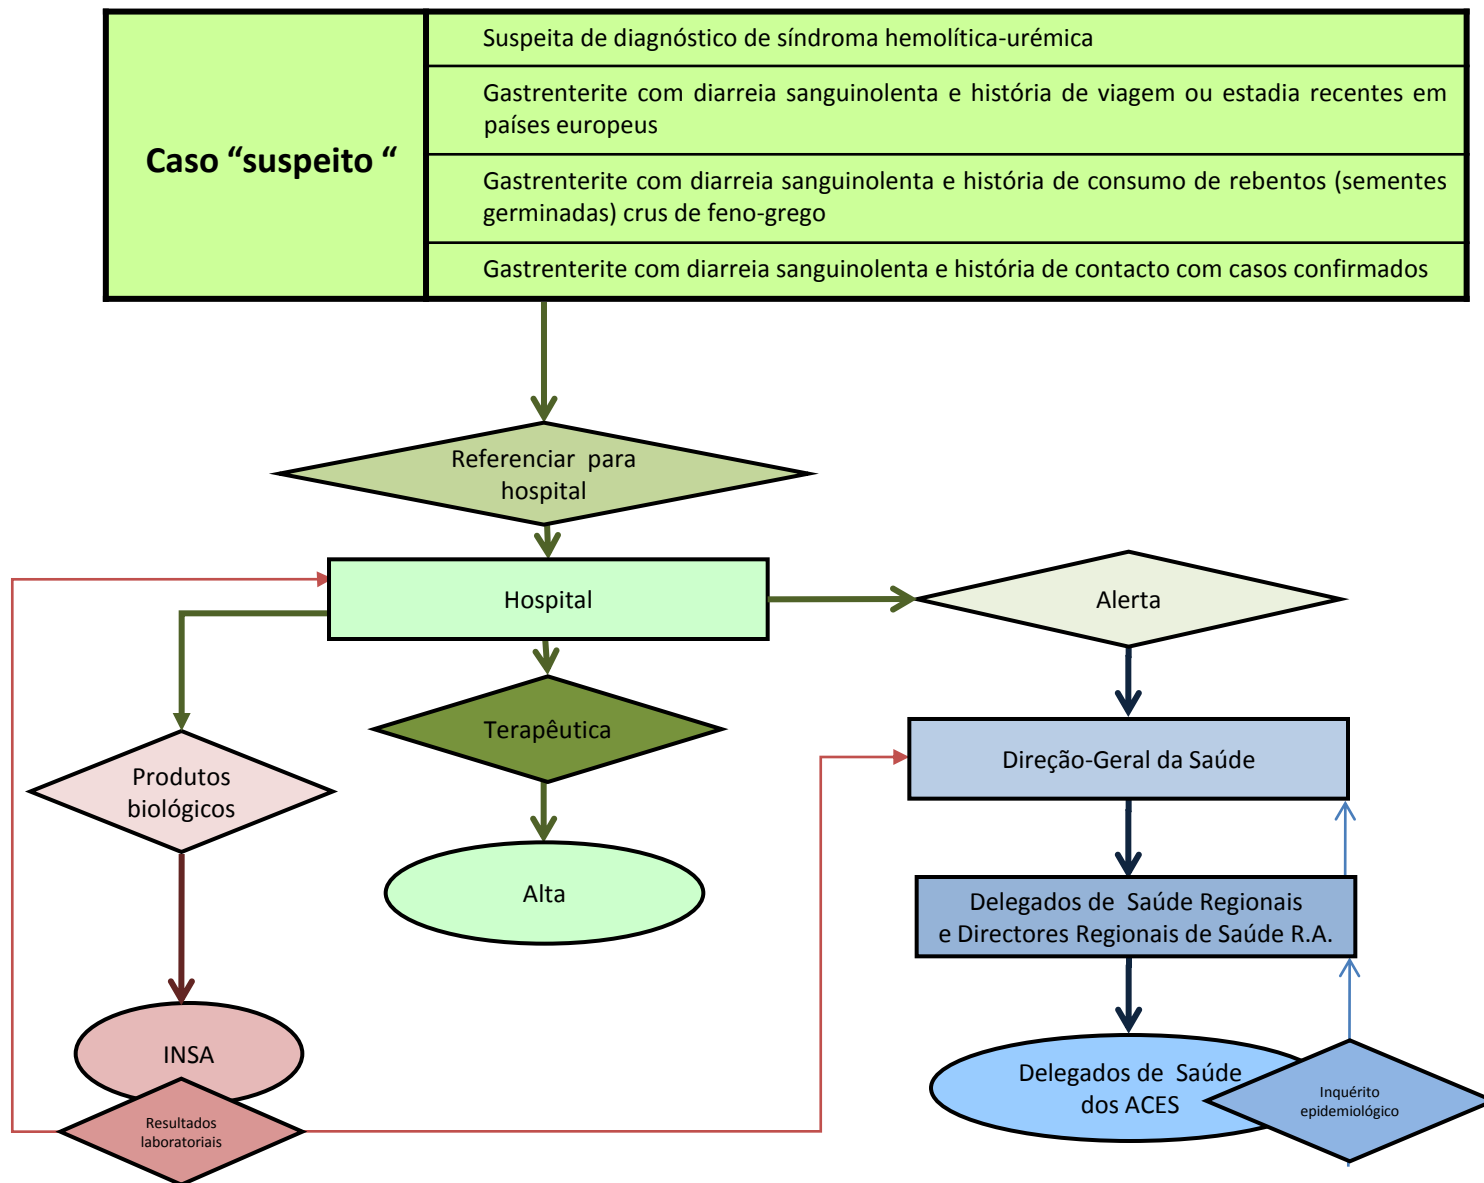 Suspeita de diagnóstico de síndroma hemolítica-urémica
Gastrenterite com diarreia sanguinolenta e história de viagem ou estadia recentes em
países europeus
Caso “suspeito “
Gastrenterite com diarreia sanguinolenta e história de consumo de rebentos (sementes
germinadas) crus de feno-grego
Gastrenterite com diarreia sanguinolenta e história de contacto com casos confirmados
Referenciar para
hospital
Hospital
Alerta
Terapêutica
Direção-Geral da Saúde
Produtos
biológicos
Alta
Delegados de Saúde Regionais
e Directores Regionais de Saúde R.A.
INSA
Delegados de Saúde
dos ACES
Inquérito
epidemiológico
Resultados
laboratoriais